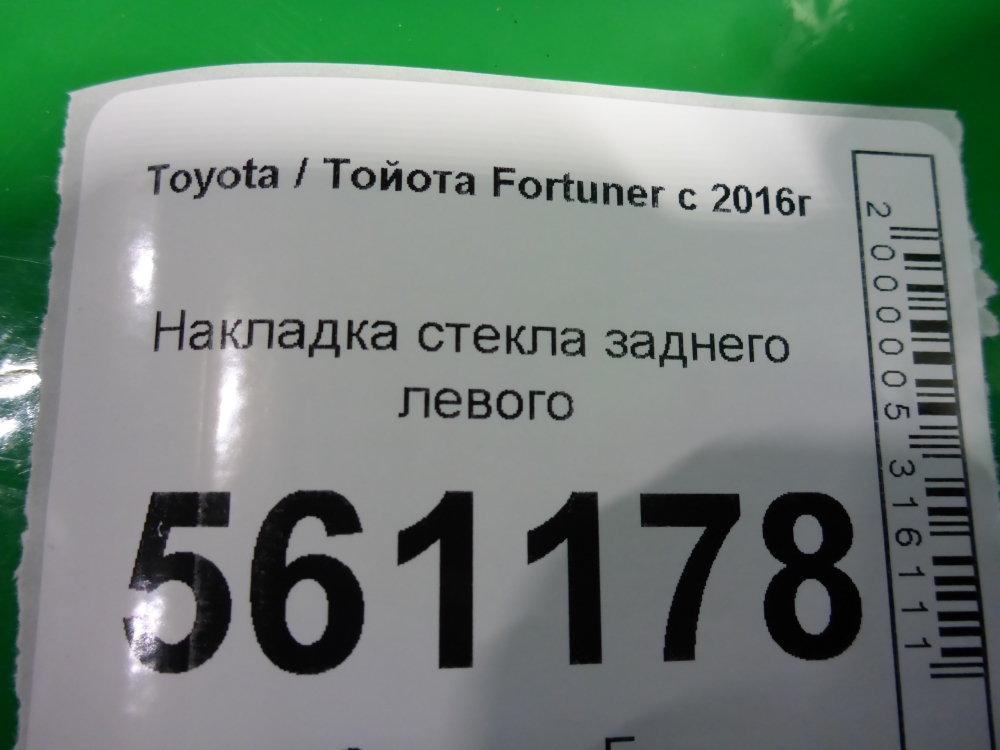 Toyota / Тойота Fortuner с 2016г
Накладка стекла заднего
левого
561178
2000005316111